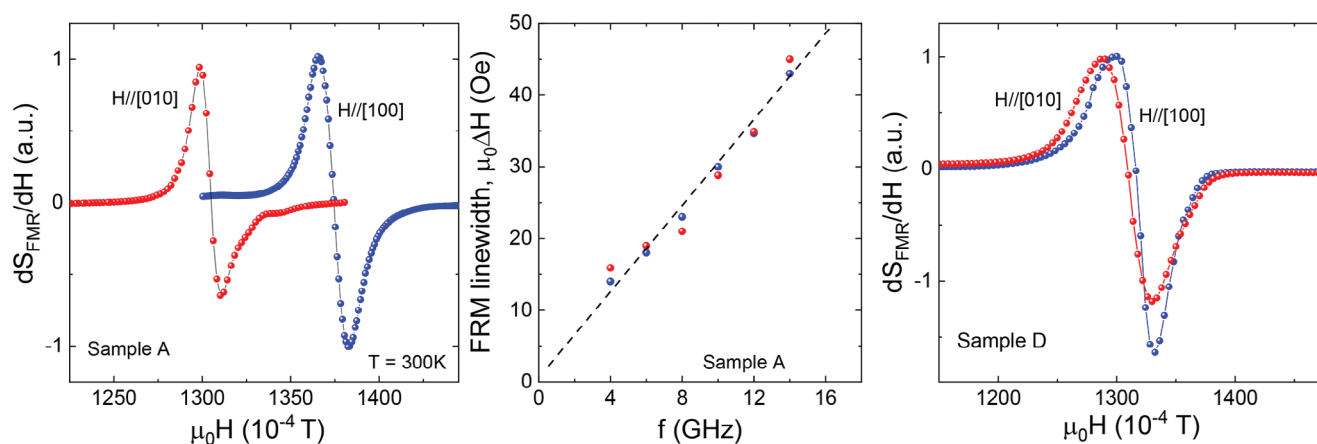 dS_FMR/dH (a.u.)
1
0
-1
H//[010]
H//[100]
Sample A
T = 300K
1250 1300 1350 1400
μ₀H (10⁻⁴ T)
FRM linewidth, μ₀ΔH (Oe)
50
40
30
20
10
0
Sample A
0 4 8 12 16
f (GHz)
dS_FMR/dH (a.u.)
1
0
-1
H//[010]
H//[100]
Sample D
1200 1300 1400
μ₀H (10⁻⁴ T)